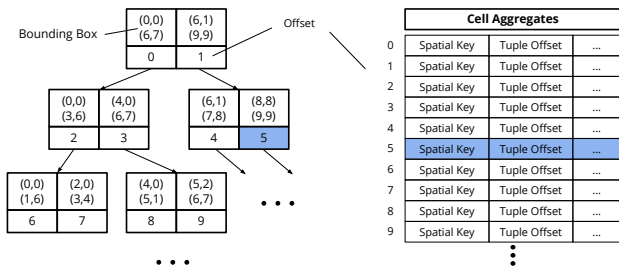 Bounding Box
(0,0) (6,1)
(6,7) (9,9)
0 1
Offset
(0,0) (4,0)
(3,6) (6,7)
2 3
(6,1) (8,8)
(7,8) (9,9)
4 5
(0,0) (2,0)
(1,6) (3,4)
6 7
(4,0) (5,2)
(5,1) (6,7)
8 9
• • •
• • •
Cell Aggregates
0 Spatial Key Tuple Offset ...
1 Spatial Key Tuple Offset ...
2 Spatial Key Tuple Offset ...
3 Spatial Key Tuple Offset ...
4 Spatial Key Tuple Offset ...
5 Spatial Key Tuple Offset ...
6 Spatial Key Tuple Offset ...
7 Spatial Key Tuple Offset ...
8 Spatial Key Tuple Offset ...
9 Spatial Key Tuple Offset ...